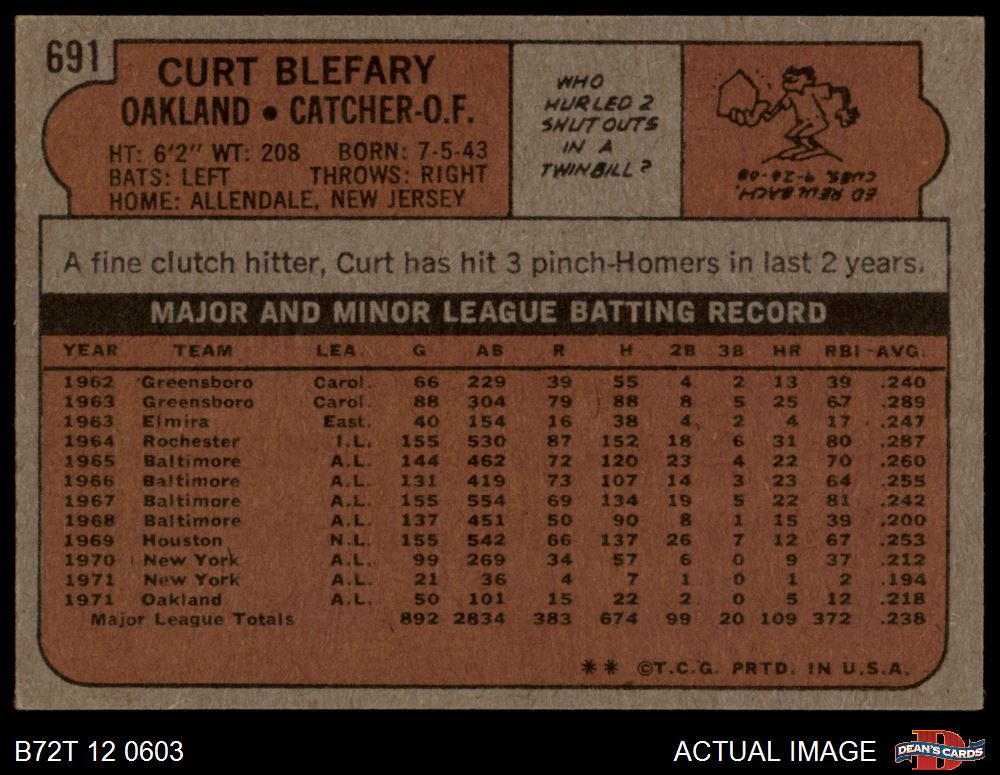 691
CURT BLEFARY
OAKLAND • CATCHER-O.F.
HT: 6'2" WT: 208 BORN: 7-5-43
BATS: LEFT THROWS: RIGHT
HOME: ALLENDALE, NEW JERSEY
WHO
HURLED 2
SHUTOUTS
IN A
TWINBILL?
ED REULBACH,
CUBS. 9-26-08
A fine clutch hitter, Curt has hit 3 pinch-Homers in last 2 years.
MAJOR AND MINOR LEAGUE BATTING RECORD
YEAR TEAM LEA. G AB R H 2B 3B HR RBI AVG.
1962 Greensboro Carol. 66 229 39 55 4 2 13 39 .240
1963 Greensboro Carol. 88 304 79 88 8 5 25 67 .289
1963 Elmira East. 40 154 16 38 4 2 4 17 .247
1964 Rochester I.L. 155 530 87 152 18 6 31 80 .287
1965 Baltimore A.L. 144 462 72 120 23 4 22 70 .260
1966 Baltimore A.L. 131 419 73 107 14 3 23 64 .255
1967 Baltimore A.L. 155 554 69 134 19 5 22 81 .242
1968 Baltimore A.L. 137 451 50 90 8 1 15 39 .200
1969 Houston N.L. 155 542 66 137 26 7 12 67 .253
1970 New York A.L. 99 269 34 57 6 0 9 37 .212
1971 New York A.L. 21 36 4 7 1 0 1 2 .194
1971 Oakland A.L. 50 101 15 22 2 0 5 12 .218
Major League Totals 892 2834 383 674 99 20 109 372 .238
** ©T.C.G. PRTD. IN U.S.A.
B72T 12 0603
ACTUAL IMAGE
DEAN'S CARDS